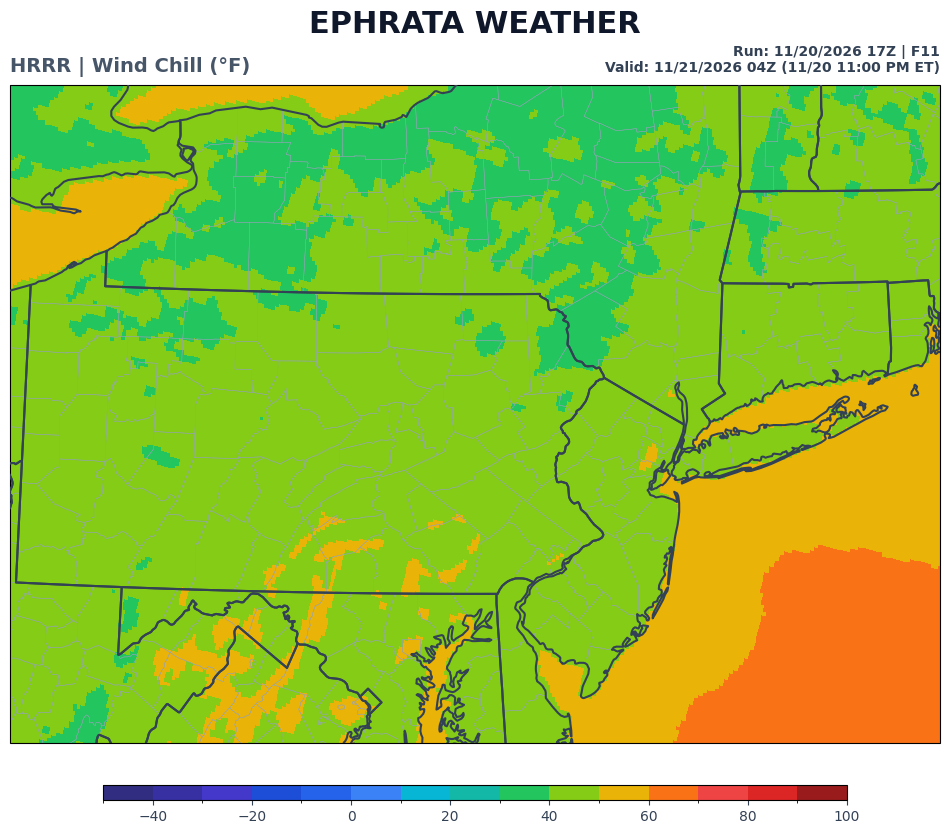 EPHRATA WEATHER
HRRR | Wind Chill (°F)
Run: 11/20/2026 17Z | F11
Valid: 11/21/2026 04Z (11/20 11:00 PM ET)
−40 −20 0 20 40 60 80 100